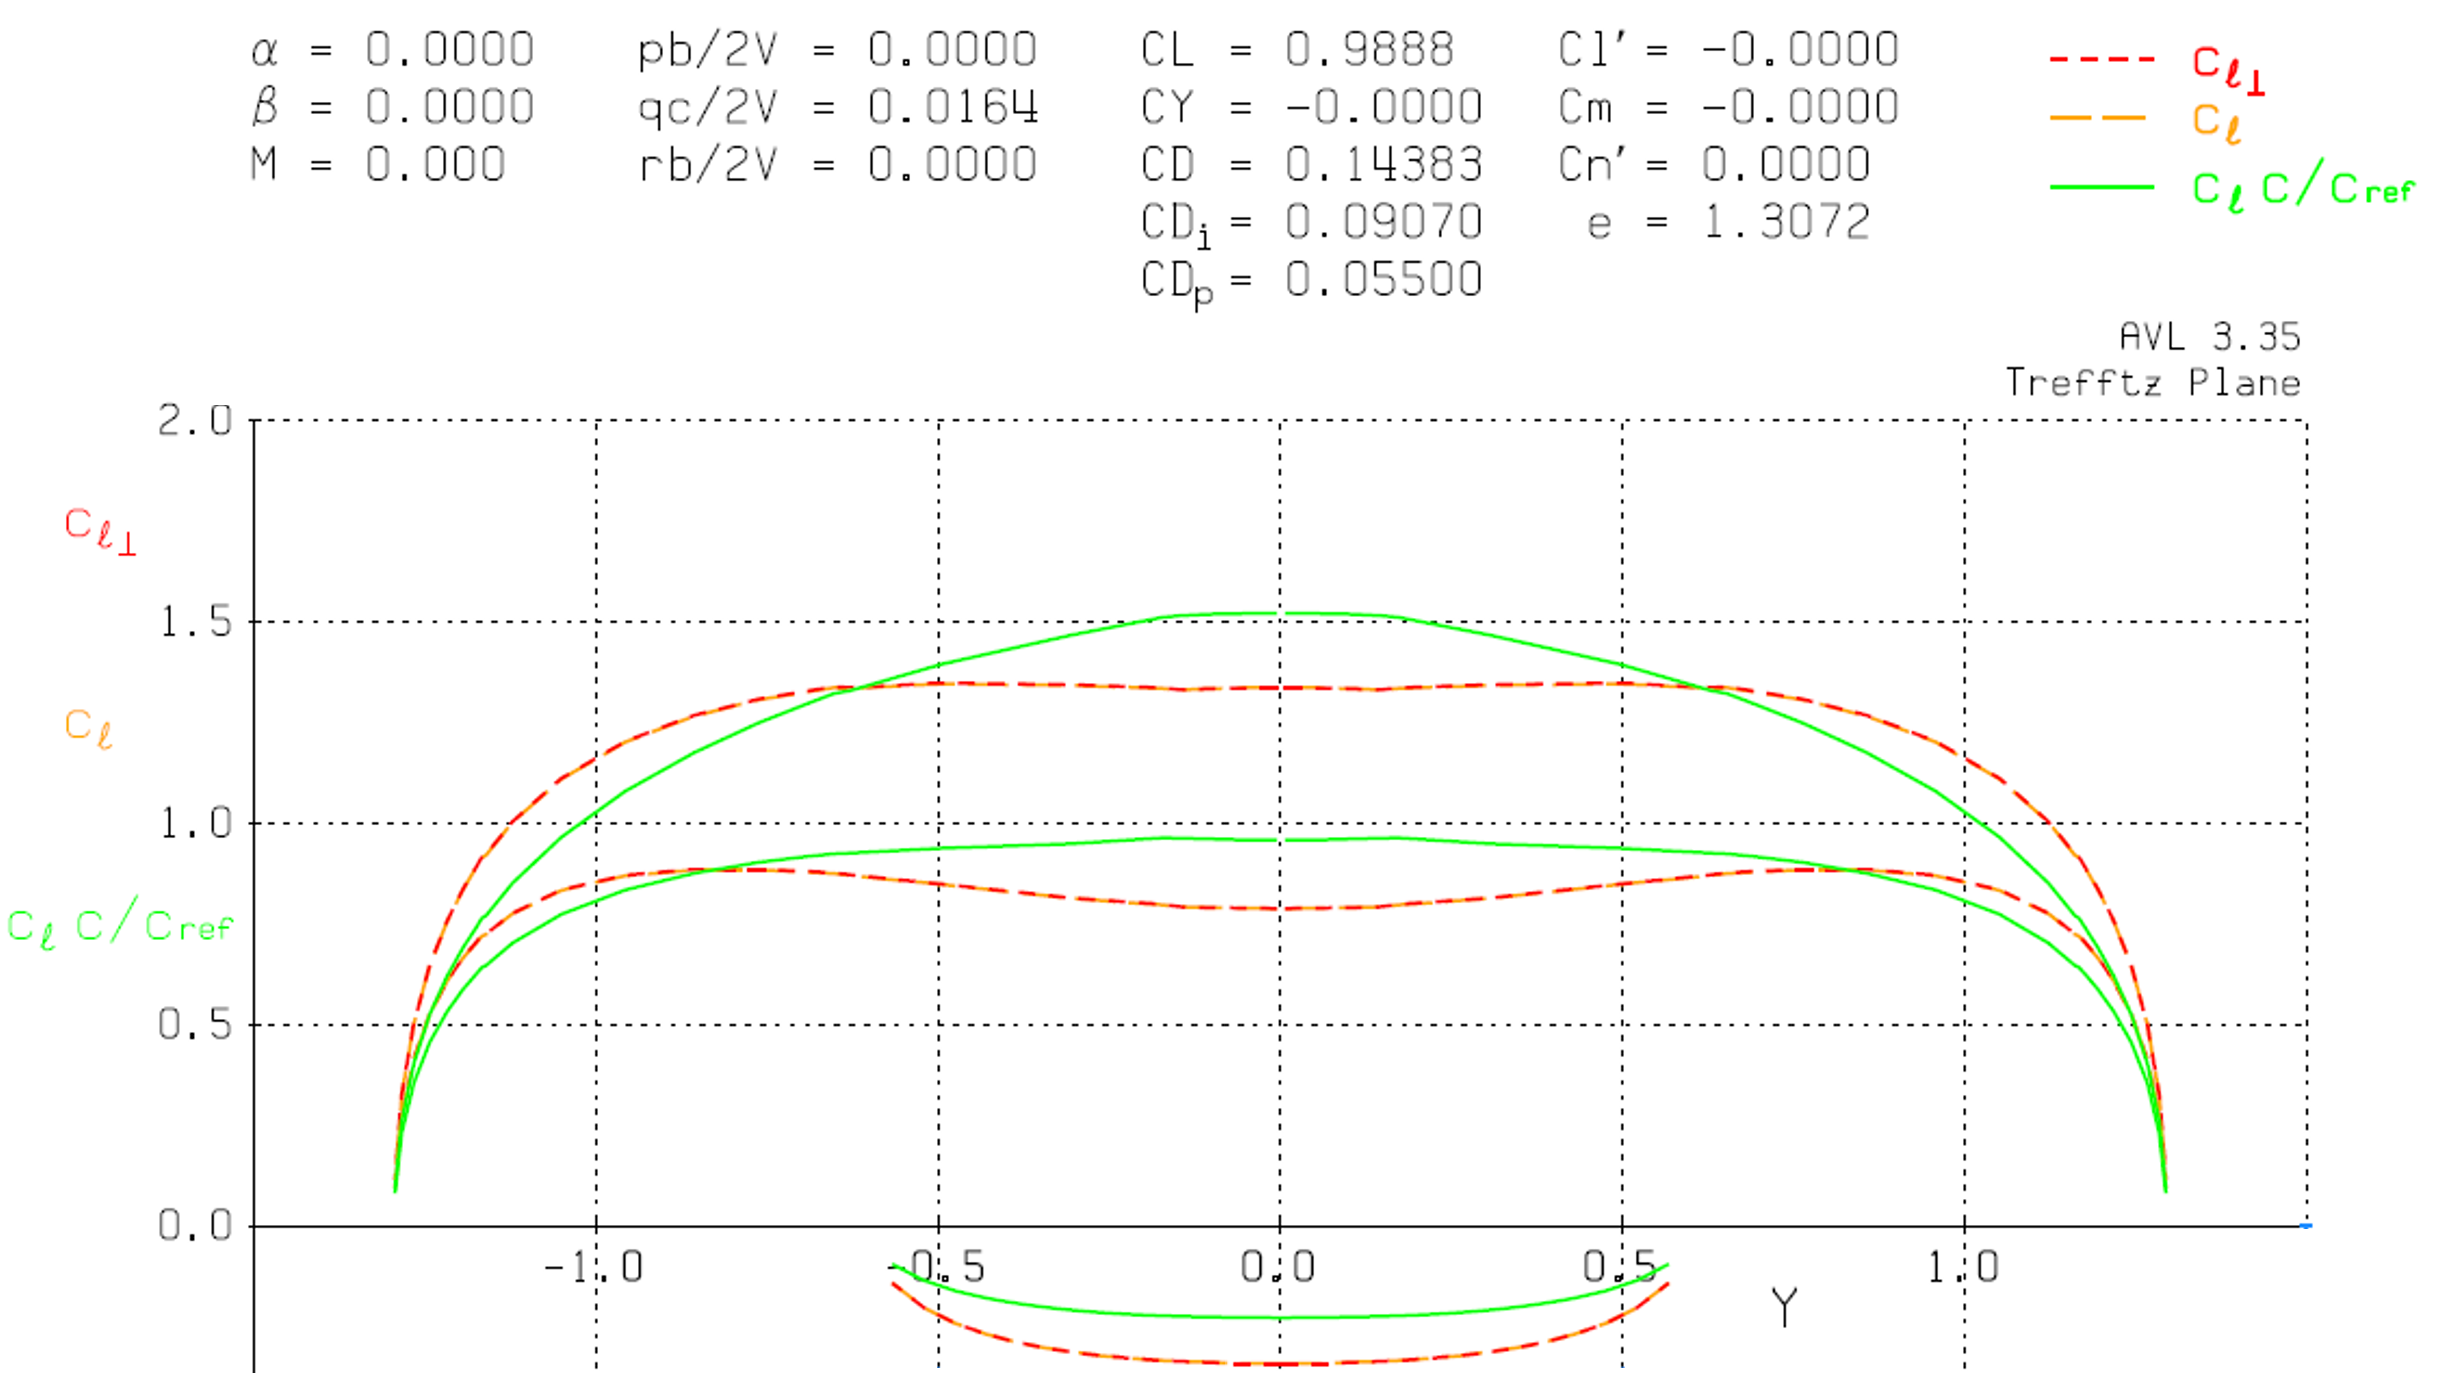 α = 0.0000 pb/2V = 0.0000 CL = 0.9888 Cl′ = -0.0000 Cℓ⊥
β = 0.0000 qc/2V = 0.0164 CY = -0.0000 Cm = -0.0000 Cℓ
M = 0.000 rb/2V = 0.0000 CD = 0.14383 Cn′ = 0.0000 Cℓ C/Cref
CDi = 0.09070 e = 1.3072
CDp = 0.05500
AVL 3.35
Trefftz Plane
2.0
Cℓ⊥
1.5
Cℓ
1.0
Cℓ C/Cref
0.5
0.0
-1.0 -0.5 0.0 0.5 1.0
Y